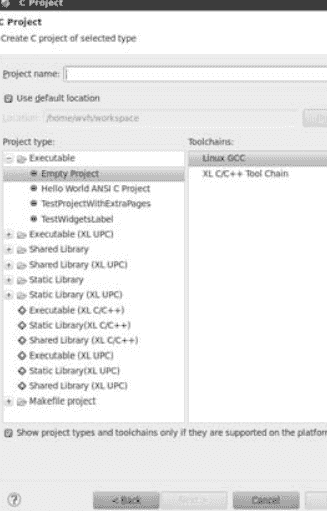 C Project
C Project
Create C project of selected type
Project name:
Use default location
Location: /home/wvh/workspace
Project type:
Toolchains:
Executable
Linux GCC
Empty Project
XL C/C++ Tool Chain
Hello World ANSI C Project
TestProjectWithExtraPages
TestWidgetsLabel
Executable (XL UPC)
Shared Library
Shared Library (XL UPC)
Static Library
Static Library (XL UPC)
Executable (XL C/C++)
Static Library(XL C/C++)
Shared Library (XL C/C++)
Executable (XL UPC)
Static Library(XL UPC)
Shared Library (XL UPC)
Makefile project
Show project types and toolchains only if they are supported on the platform
< Back
Next >
Cancel